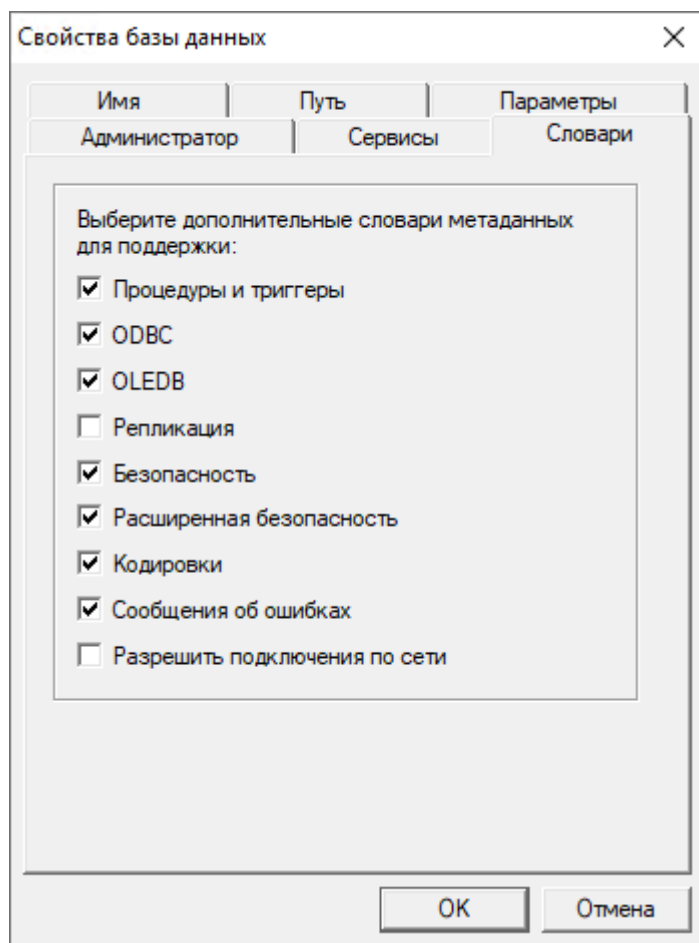 Свойства базы данных
Имя
Путь
Параметры
Администратор
Сервисы
Словари
Выберите дополнительные словари метаданных
для поддержки:
Процедуры и триггеры
ODBC
OLEDB
Репликация
Безопасность
Расширенная безопасность
Кодировки
Сообщения об ошибках
Разрешить подключения по сети
OK
Отмена